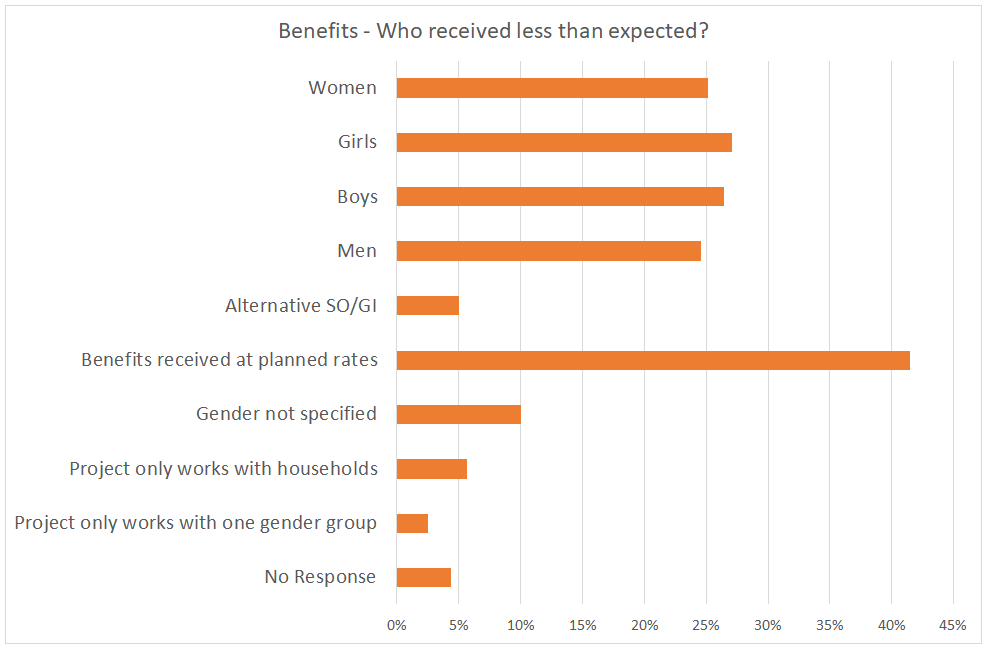 Benefits - Who received less than expected?
Women
Girls
Boys
Men
Alternative SO/GI
Benefits received at planned rates
Gender not specified
Project only works with households
Project only works with one gender group
No Response
0% 5% 10% 15% 20% 25% 30% 35% 40% 45%